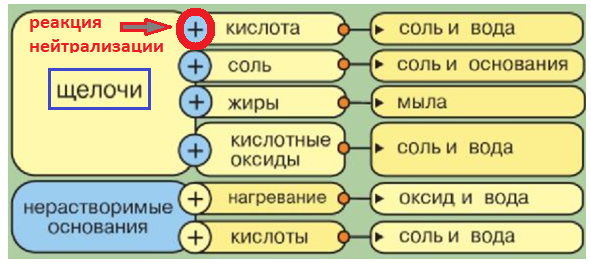 реакция
нейтрализации
+ кислота соль и вода
+ соль соль и основания
щелочи
+ жиры мыла
+ кислотные
оксиды
соль и вода
нерастворимые
основания
+ нагревание оксид и вода
+ кислоты соль и вода